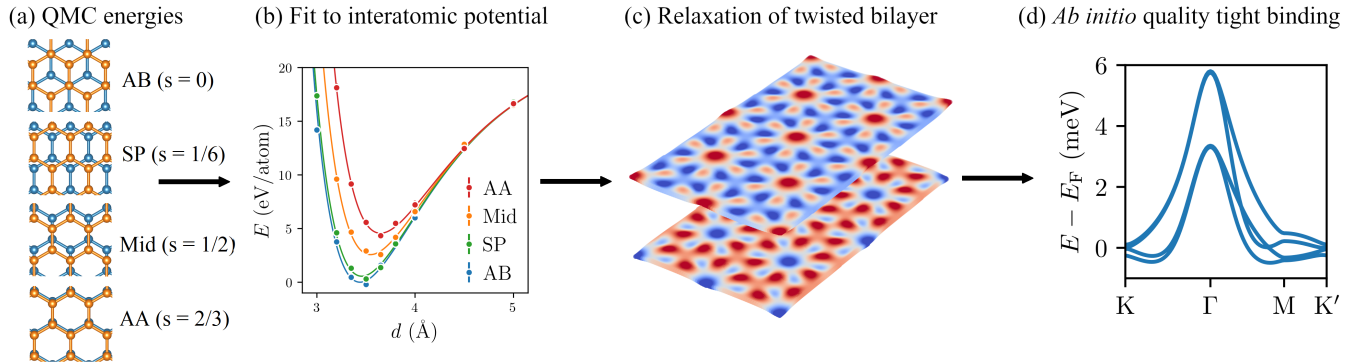 (a) QMC energies
AB (s = 0)
SP (s = 1/6)
Mid (s = 1/2)
AA (s = 2/3)
(b) Fit to interatomic potential
20
15
10
5
0
E (eV/atom)
AA
Mid
SP
AB
3
4
5
d (Å)
(c) Relaxation of twisted bilayer
(d) Ab initio quality tight binding
6
4
2
0
E − E_F (meV)
K
Γ
M
K′